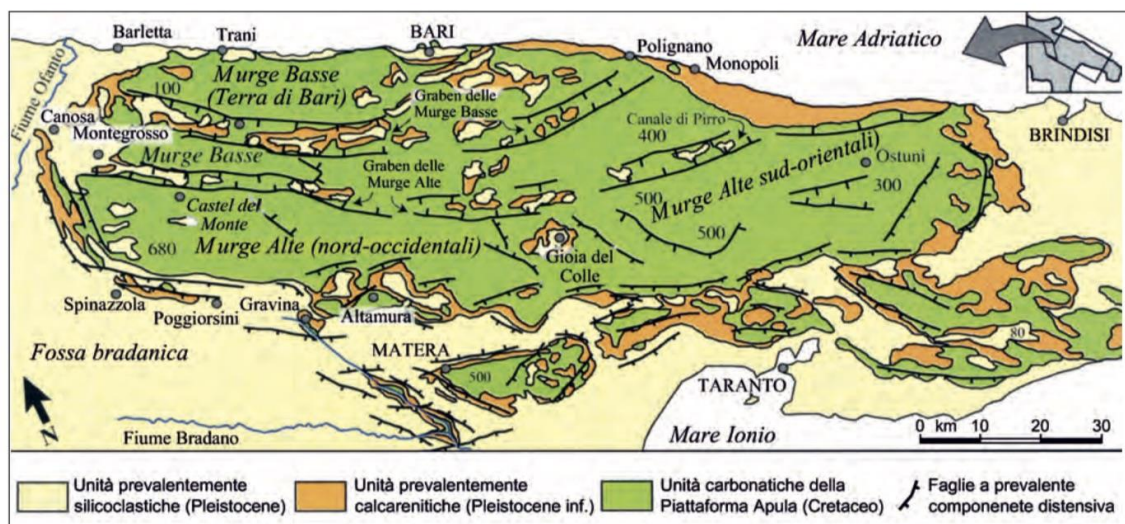 Barletta
Trani
BARI
Polignano
Monopoli
Mare Adriatico
BRINDISI
Fiume Ofanto
Canosa
Montegrosso
100
Murge Basse
(Terra di Bari)
Graben delle
Murge Basse
Canale di Pirro
400
Ostuni
300
Murge Basse
Graben delle
Murge Alte
500
Murge Alte sud-orientali)
500
Castel del
Monte
680
Murge Alte (nord-occidentali)
Gioia del
Colle
Spinazzola
Poggiorsini
Gravina
Altamura
Fossa bradanica
MATERA
500
80
TARANTO
N
Fiume Bradano
Mare Ionio
0 km 10 20 30
Unità prevalentemente
silicoclastiche (Pleistocene)
Unità prevalentemente
calcarenitiche (Pleistocene inf.)
Unità carbonatiche della
Piattaforma Apula (Cretaceo)
Faglie a prevalente
componenete distensiva